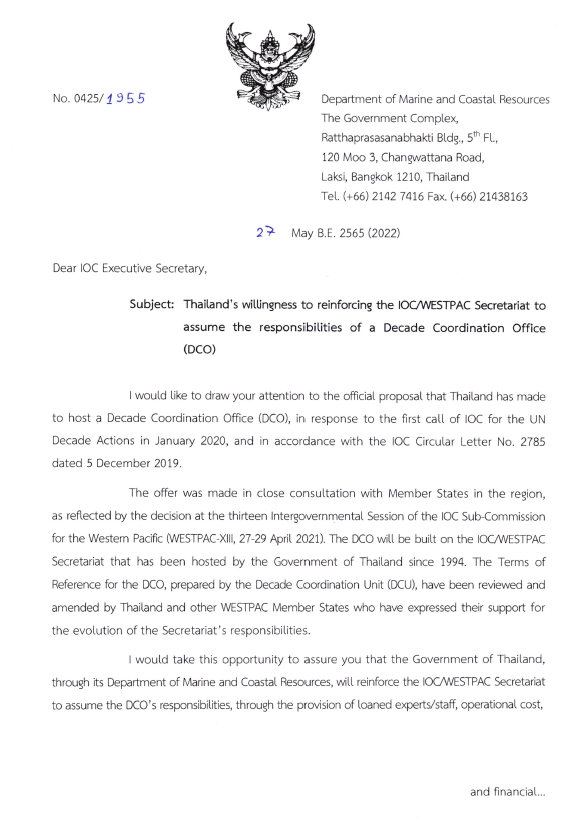 No. 0425/1955
Department of Marine and Coastal Resources
The Government Complex,
Ratthaprasasanabhakti Bldg., 5th Fl.,
120 Moo 3, Changwattana Road,
Laksi, Bangkok 1210, Thailand
Tel. (+66) 2142 7416 Fax. (+66) 21438163
27 May B.E. 2565 (2022)
Dear IOC Executive Secretary,
Subject: Thailand's willingness to reinforcing the IOC/WESTPAC Secretariat to
assume the responsibilities of a Decade Coordination Office
(DCO)
I would like to draw your attention to the official proposal that Thailand has made
to host a Decade Coordination Office (DCO), in response to the first call of IOC for the UN
Decade Actions in January 2020, and in accordance with the IOC Circular Letter No. 2785
dated 5 December 2019.
The offer was made in close consultation with Member States in the region,
as reflected by the decision at the thirteen Intergovernmental Session of the IOC Sub-Commission
for the Western Pacific (WESTPAC-XIII, 27-29 April 2021). The DCO will be built on the IOC/WESTPAC
Secretariat that has been hosted by the Government of Thailand since 1994. The Terms of
Reference for the DCO, prepared by the Decade Coordination Unit (DCU), have been reviewed and
amended by Thailand and other WESTPAC Member States who have expressed their support for
the evolution of the Secretariat's responsibilities.
I would take this opportunity to assure you that the Government of Thailand,
through its Department of Marine and Coastal Resources, will reinforce the IOC/WESTPAC Secretariat
to assume the DCO's responsibilities, through the provision of loaned experts/staff, operational cost,
and financial...